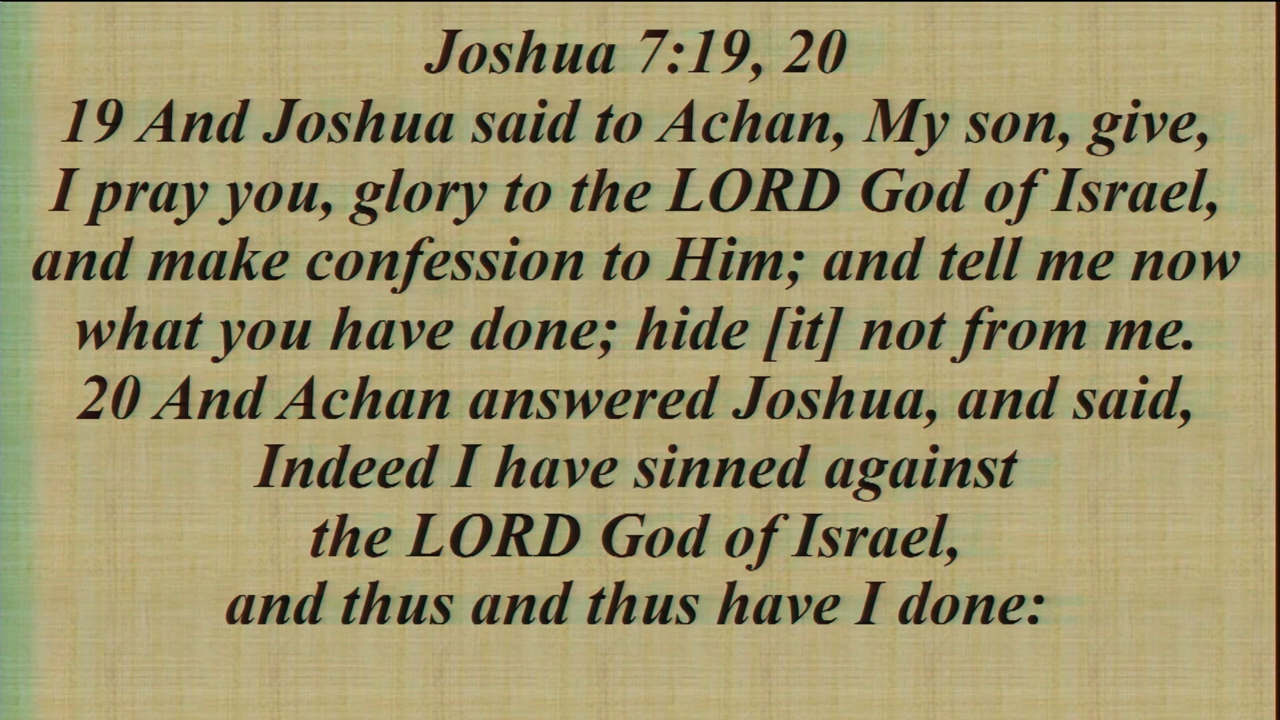 Joshua 7:19, 20
19 And Joshua said to Achan, My son, give,
I pray you, glory to the LORD God of Israel,
and make confession to Him; and tell me now
what you have done; hide [it] not from me.
20 And Achan answered Joshua, and said,
Indeed I have sinned against
the LORD God of Israel,
and thus and thus have I done: